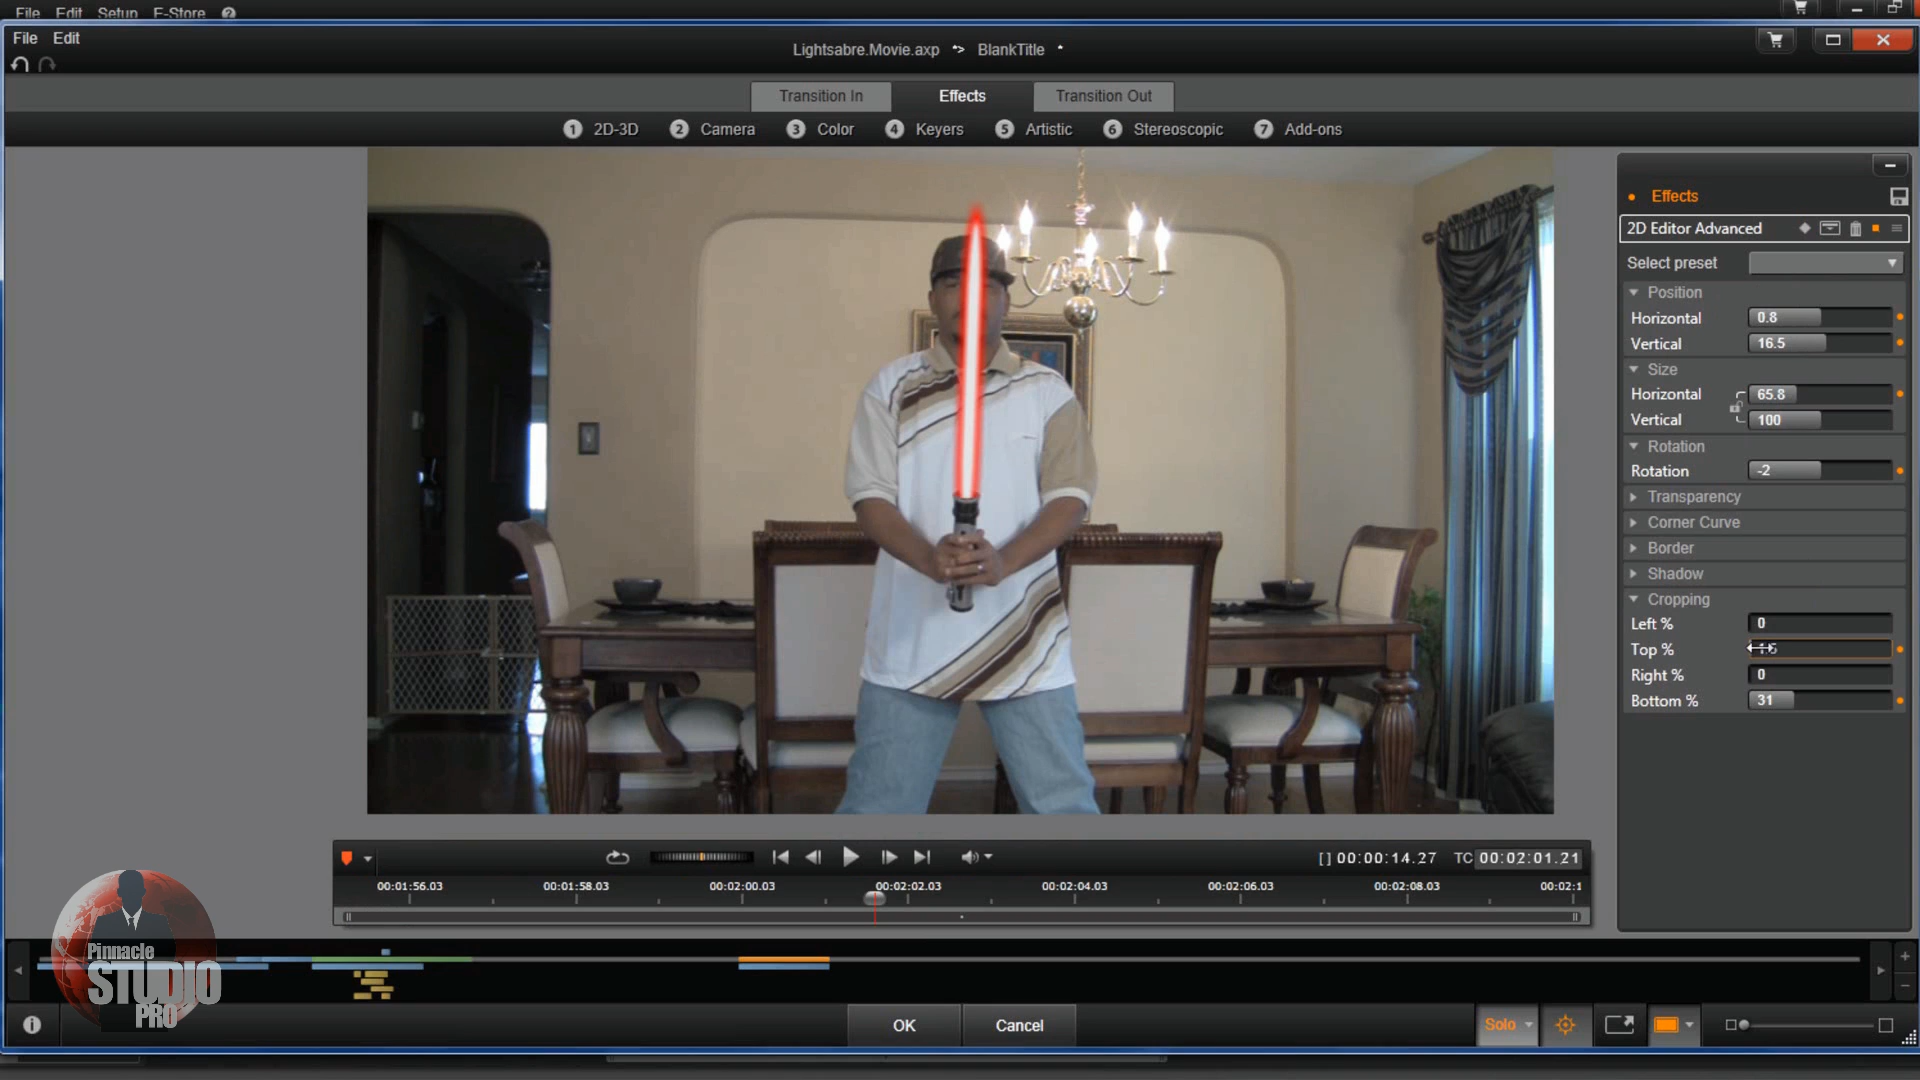 File Edit Setup E-Store ?
File Edit
Lightsabre.Movie.axp *> BlankTitle *
Transition In Effects Transition Out
1 2D-3D 2 Camera 3 Color 4 Keyers 5 Artistic 6 Stereoscopic 7 Add-ons
Effects
2D Editor Advanced
Select preset
Position
Horizontal 0.8
Vertical 16.5
Size
Horizontal 65.8
Vertical 100
Rotation
Rotation -2
Transparency
Corner Curve
Border
Shadow
Cropping
Left % 0
Top %
Right % 0
Bottom % 31
[] 00:00:14.27 TC 00:02:01.21
00:01:56.03 00:01:58.03 00:02:00.03 00:02:02.03 00:02:04.03 00:02:06.03 00:02:08.03 00:02:1
Pinnacle
STUDIO
PRO
OK Cancel Solo